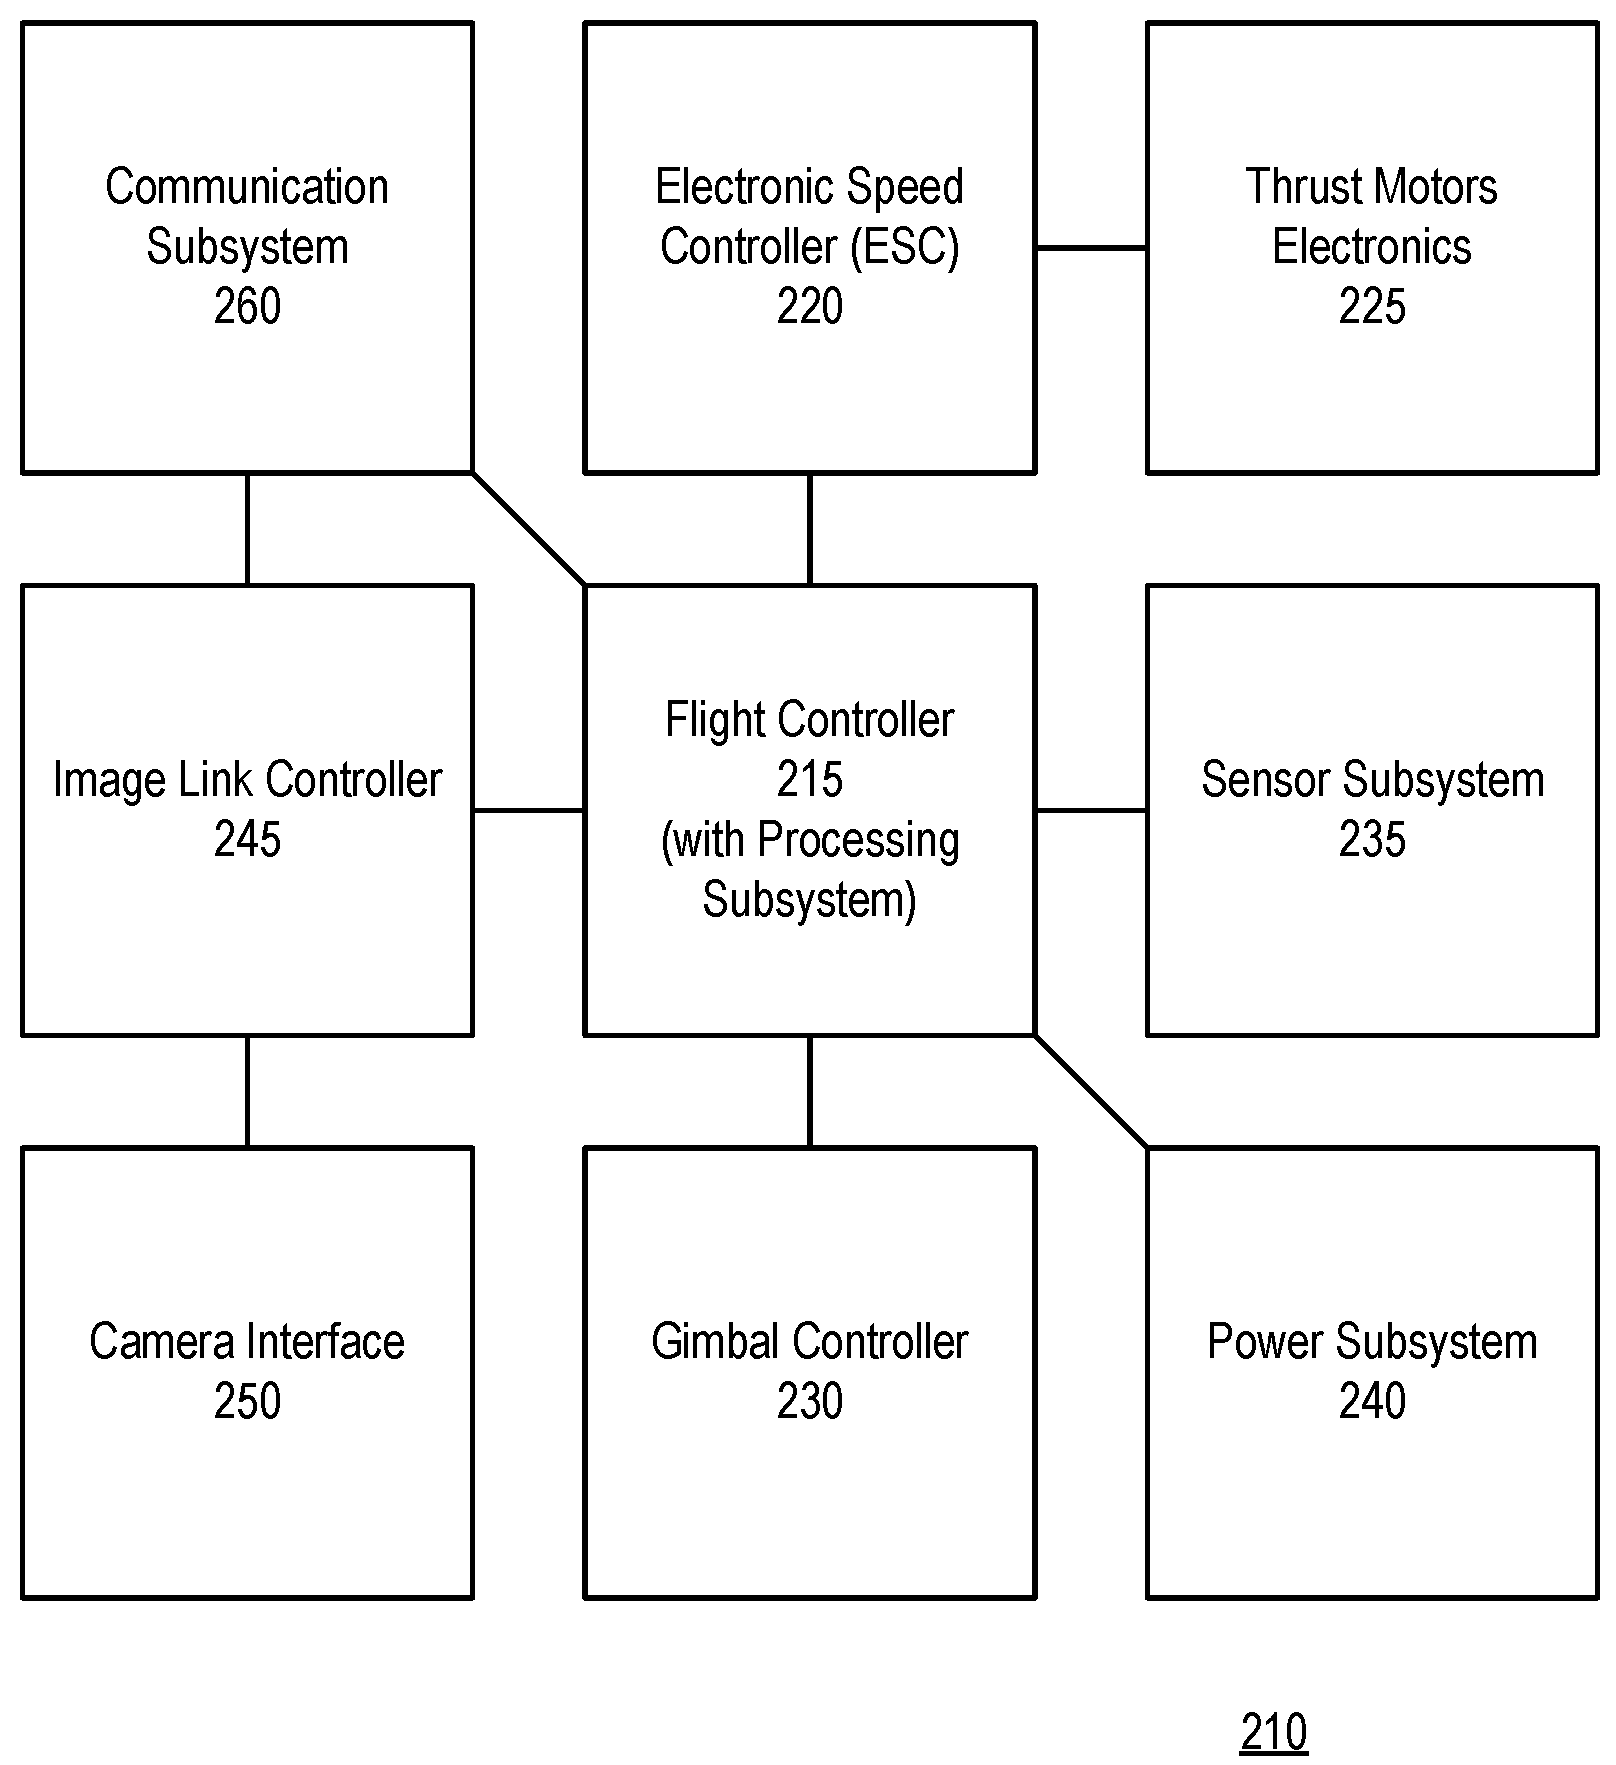 Communication
Subsystem
260
Electronic Speed
Controller (ESC)
220
Thrust Motors
Electronics
225
Image Link Controller
245
Flight Controller
215
(with Processing
Subsystem)
Sensor Subsystem
235
Camera Interface
250
Gimbal Controller
230
Power Subsystem
240
210